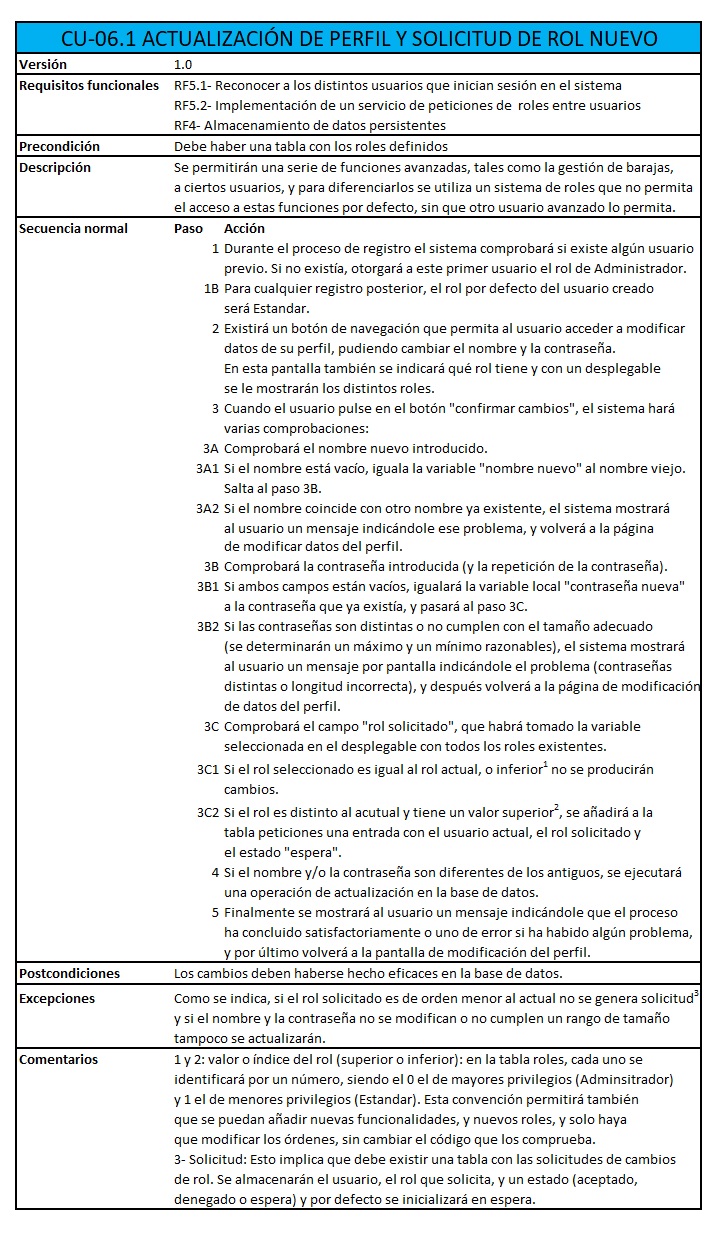 CU-06.1 ACTUALIZACIÓN DE PERFIL Y SOLICITUD DE ROL NUEVO
Versión 1.0
Requisitos funcionales RF5.1- Reconocer a los distintos usuarios que inician sesión en el sistema
RF5.2- Implementación de un servicio de peticiones de roles entre usuarios
RF4- Almacenamiento de datos persistentes
Precondición Debe haber una tabla con los roles definidos
Descripción Se permitirán una serie de funciones avanzadas, tales como la gestión de barajas,
a ciertos usuarios, y para diferenciarlos se utiliza un sistema de roles que no permita
el acceso a estas funciones por defecto, sin que otro usuario avanzado lo permita.
Secuencia normal Paso Acción
1 Durante el proceso de registro el sistema comprobará si existe algún usuario
previo. Si no existía, otorgará a este primer usuario el rol de Administrador.
1B Para cualquier registro posterior, el rol por defecto del usuario creado
será Estandar.
2 Existirá un botón de navegación que permita al usuario acceder a modificar
datos de su perfil, pudiendo cambiar el nombre y la contraseña.
En esta pantalla también se indicará qué rol tiene y con un desplegable
se le mostrarán los distintos roles.
3 Cuando el usuario pulse en el botón "confirmar cambios", el sistema hará
varias comprobaciones:
3A Comprobará el nombre nuevo introducido.
3A1 Si el nombre está vacío, iguala la variable "nombre nuevo" al nombre viejo.
Salta al paso 3B.
3A2 Si el nombre coincide con otro nombre ya existente, el sistema mostrará
al usuario un mensaje indicándole ese problema, y volverá a la página
de modificar datos del perfil.
3B Comprobará la contraseña introducida (y la repetición de la contraseña).
3B1 Si ambos campos están vacíos, igualará la variable local "contraseña nueva"
a la contraseña que ya existía, y pasará al paso 3C.
3B2 Si las contraseñas son distintas o no cumplen con el tamaño adecuado
(se determinarán un máximo y un mínimo razonables), el sistema mostrará
al usuario un mensaje por pantalla indicándole el problema (contraseñas
distintas o longitud incorrecta), y después volverá a la página de modificación
de datos del perfil.
3C Comprobará el campo "rol solicitado", que habrá tomado la variable
seleccionada en el desplegable con todos los roles existentes.
3C1 Si el rol seleccionado es igual al rol actual, o inferior¹ no se producirán
cambios.
3C2 Si el rol es distinto al acutual y tiene un valor superior², se añadirá a la
tabla peticiones una entrada con el usuario actual, el rol solicitado y
el estado "espera".
4 Si el nombre y/o la contraseña son diferentes de los antiguos, se ejecutará
una operación de actualización en la base de datos.
5 Finalmente se mostrará al usuario un mensaje indicándole que el proceso
ha concluido satisfactoriamente o uno de error si ha habido algún problema,
y por último volverá a la pantalla de modificación del perfil.
Postcondiciones Los cambios deben haberse hecho eficaces en la base de datos.
Excepciones Como se indica, si el rol solicitado es de orden menor al actual no se genera solicitud³
y si el nombre y la contraseña no se modifican o no cumplen un rango de tamaño
tampoco se actualizarán.
Comentarios 1 y 2: valor o índice del rol (superior o inferior): en la tabla roles, cada uno se
identificará por un número, siendo el 0 el de mayores privilegios (Adminsitrador)
y 1 el de menores privilegios (Estandar). Esta convención permitirá también
que se puedan añadir nuevas funcionalidades, y nuevos roles, y solo haya
que modificar los órdenes, sin cambiar el código que los comprueba.
3- Solicitud: Esto implica que debe existir una tabla con las solicitudes de cambios
de rol. Se almacenarán el usuario, el rol que solicita, y un estado (aceptado,
denegado o espera) y por defecto se inicializará en espera.